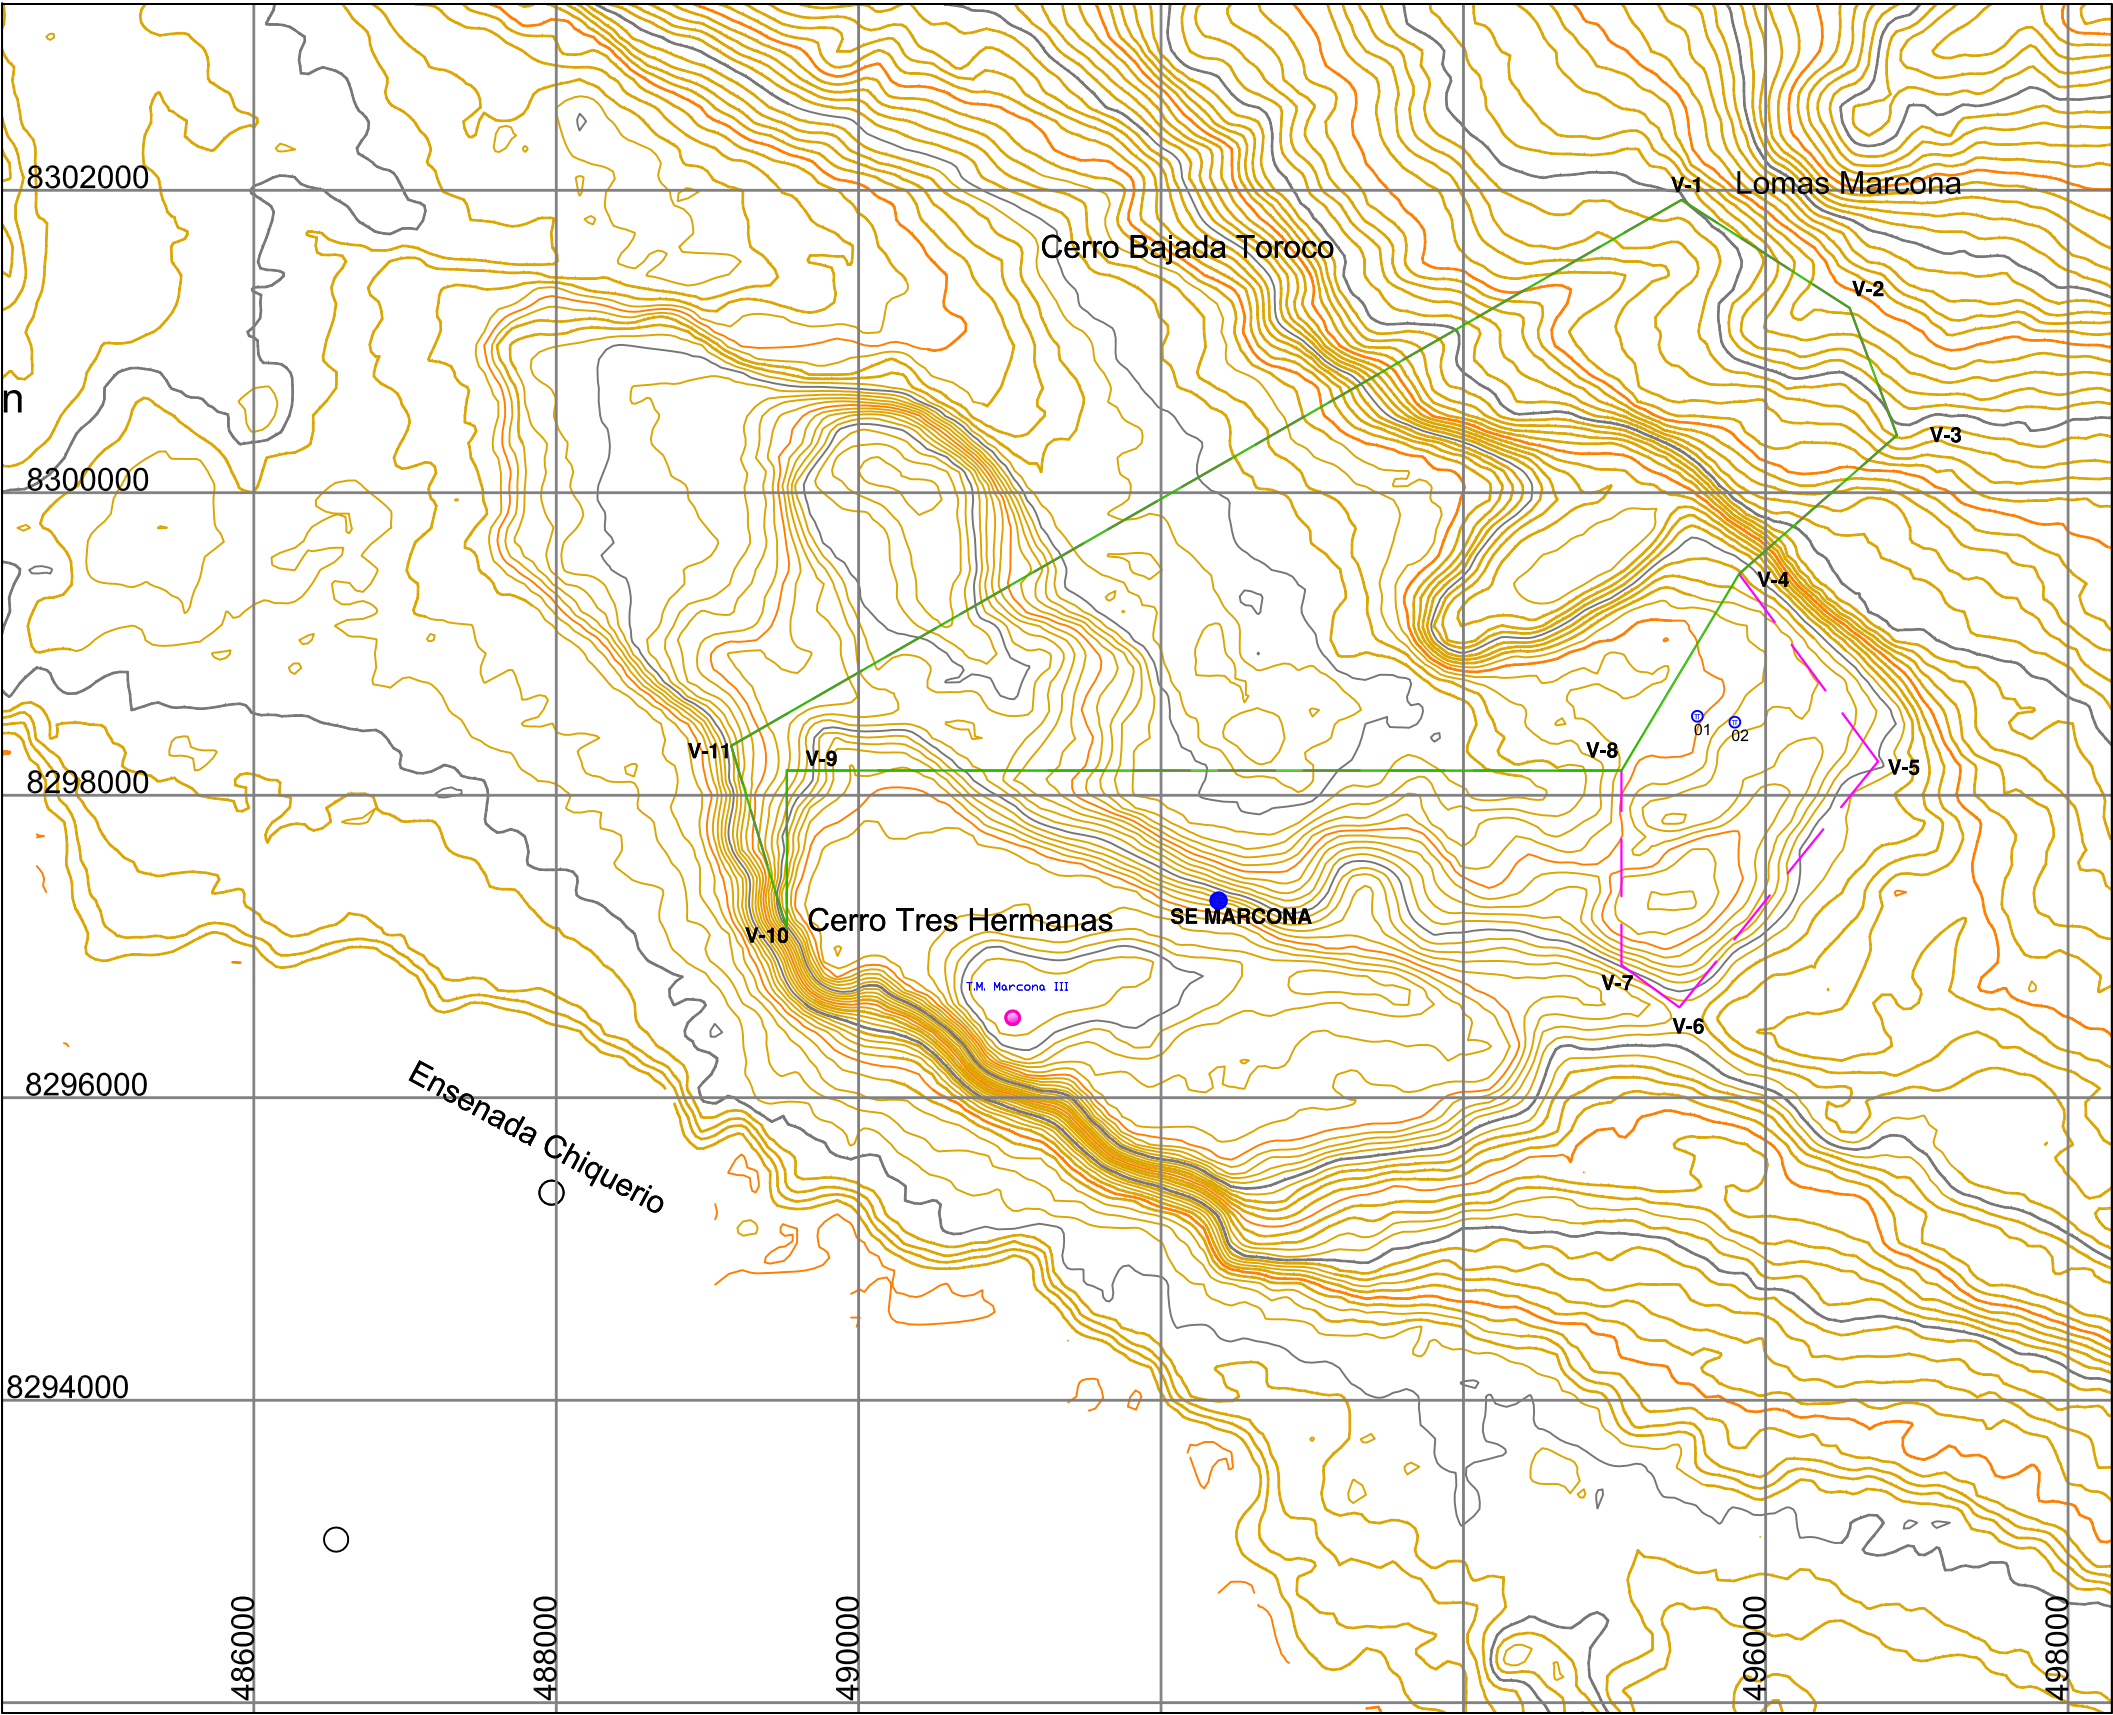 8302000
V-1
Lomas Marcona
Cerro Bajada Toroco
V-2
n
V-3
8300000
V-4
01
02
V-11
V-9
V-8
V-5
8298000
Cerro Tres Hermanas
SE MARCONA
V-10
T.M. Marcona III
V-7
V-6
8296000
Ensenada Chiquerio
8294000
486000
488000
490000
496000
498000